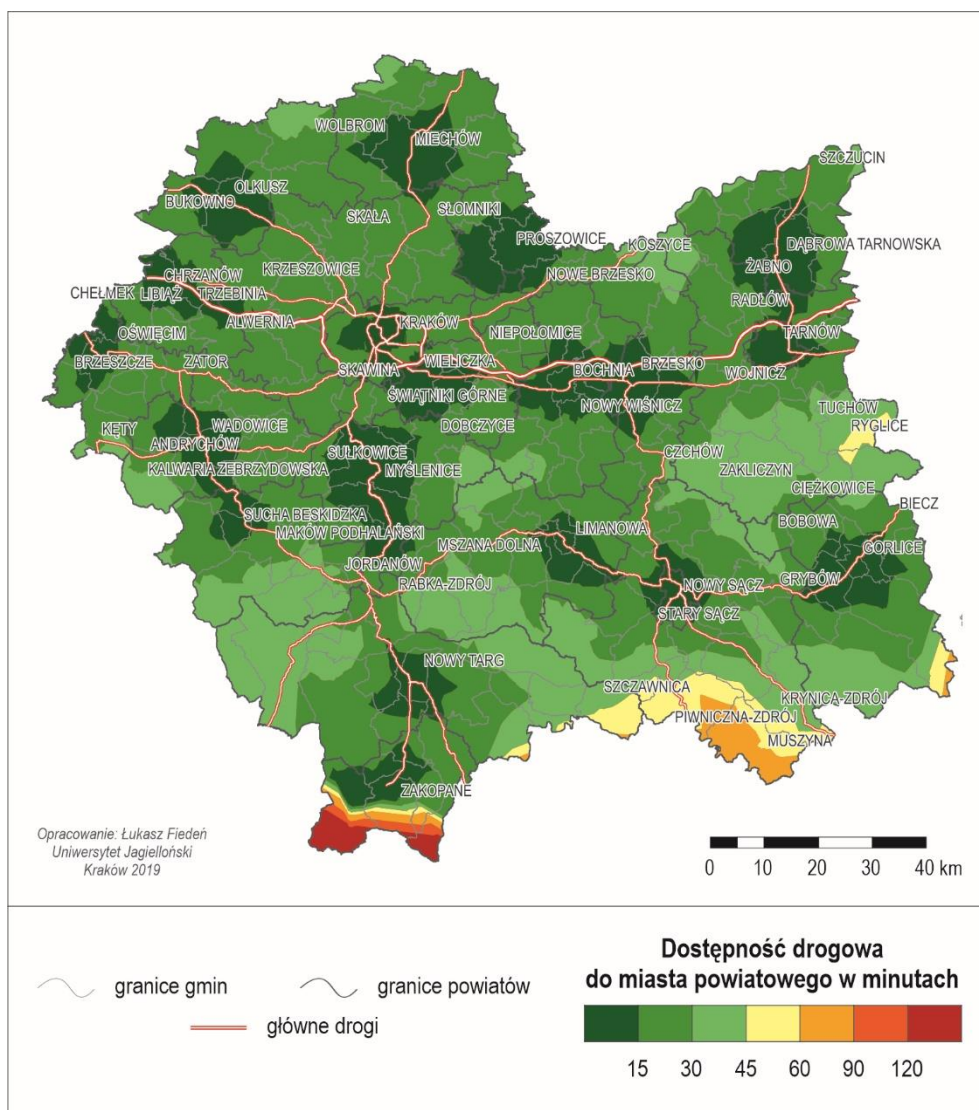 WOLBROM
MIECHÓW
SZCZUCIN
OLKUSZ
BUKOWNO
SKAŁA
SŁOMNIKI
PROSZOWICE
KOSZYCE
DĄBROWA TARNOWSKA
KRZESZOWICE
NOWE BRZESKO
ŻABNO
CHRZANÓW
CHEŁMEK
LIBIĄŻ
TRZEBINIA
RADŁÓW
ALWERNIA
KRAKÓW
NIEPOŁOMICE
TARNÓW
OŚWIĘCIM
BRZESZCZE
ZATOR
SKAWINA
WIELICZKA
BOCHNIA
BRZESKO
WOJNICZ
ŚWIĄTNIKI GÓRNE
NOWY WIŚNICZ
TUCHÓW
KĘTY
WADOWICE
DOBCZYCE
RYGLICE
ANDRYCHÓW
SUŁKOWICE
CZCHÓW
KALWARIA ZEBRZYDOWSKA
MYŚLENICE
ZAKLICZYN
CIĘŻKOWICE
BIECZ
SUCHA BESKIDZKA
MAKÓW PODHALAŃSKI
LIMANOWA
BOBOWA
MSZANA DOLNA
GORLICE
JORDANÓW
RABKA-ZDRÓJ
NOWY SĄCZ
GRYBÓW
STARY SĄCZ
NOWY TARG
SZCZAWNICA
KRYNICA-ZDRÓJ
PIWNICZNA-ZDRÓJ
MUSZYNA
ZAKOPANE
Opracowanie: Łukasz Fiedeń
Uniwersytet Jagielloński
Kraków 2019
0 10 20 30 40 km
granice gmin
granice powiatów
główne drogi
Dostępność drogowa
do miasta powiatowego w minutach
15 30 45 60 90 120